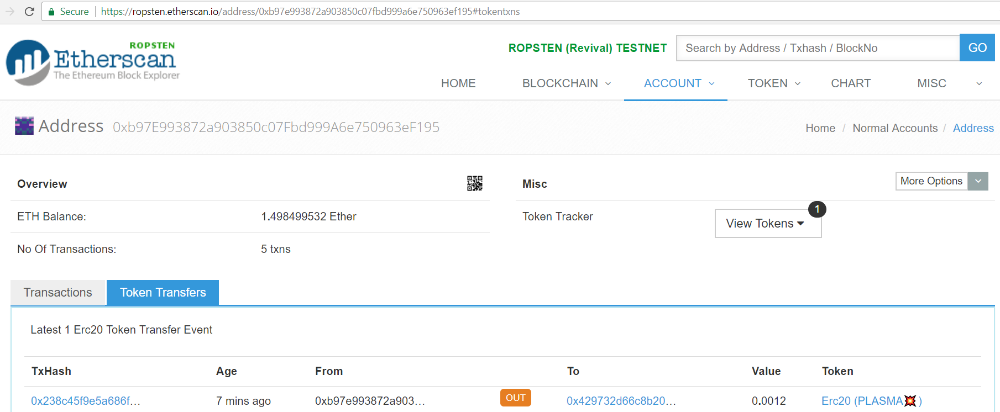 Secure https://ropsten.etherscan.io/address/0xb97e993872a903850c07fbd999a6e750963ef195#tokentxns
ROPSTEN
Etherscan
The Ethereum Block Explorer
ROPSTEN (Revival) TESTNET Search by Address / Txhash / BlockNo GO
HOME BLOCKCHAIN ACCOUNT TOKEN CHART MISC
Address 0xb97E993872a903850c07Fbd999A6e750963eF195 Home / Normal Accounts / Address
Overview
ETH Balance: 1.498499532 Ether
No Of Transactions: 5 txns
Misc More Options
Token Tracker View Tokens 1
Transactions Token Transfers
Latest 1 Erc20 Token Transfer Event
TxHash Age From To Value Token
0x238c45f9e5a686f... 7 mins ago 0xb97e993872a903... OUT 0x429732d66c8b20... 0.0012 Erc20 (PLASMA💥)